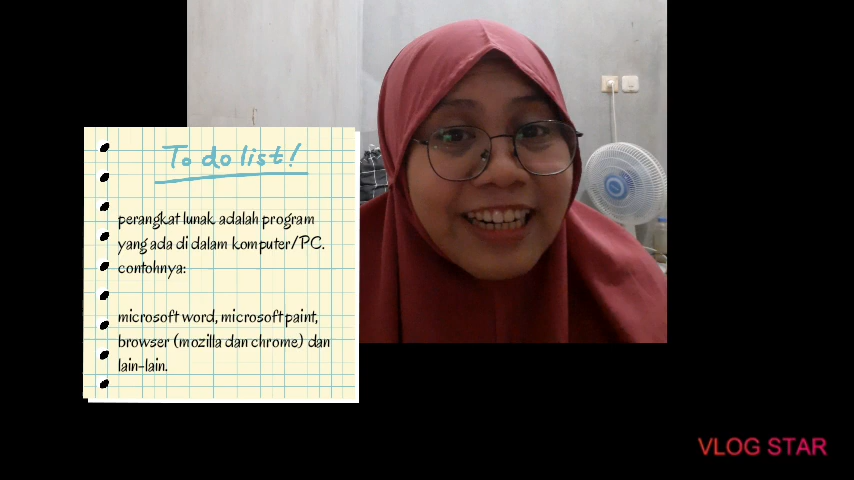 To do list!
perangkat lunak adalah program
yang ada di dalam komputer/PC.
contohnya:
microsoft word, microsoft paint,
browser (mozilla dan chrome) dan
lain-lain.
VLOG STAR